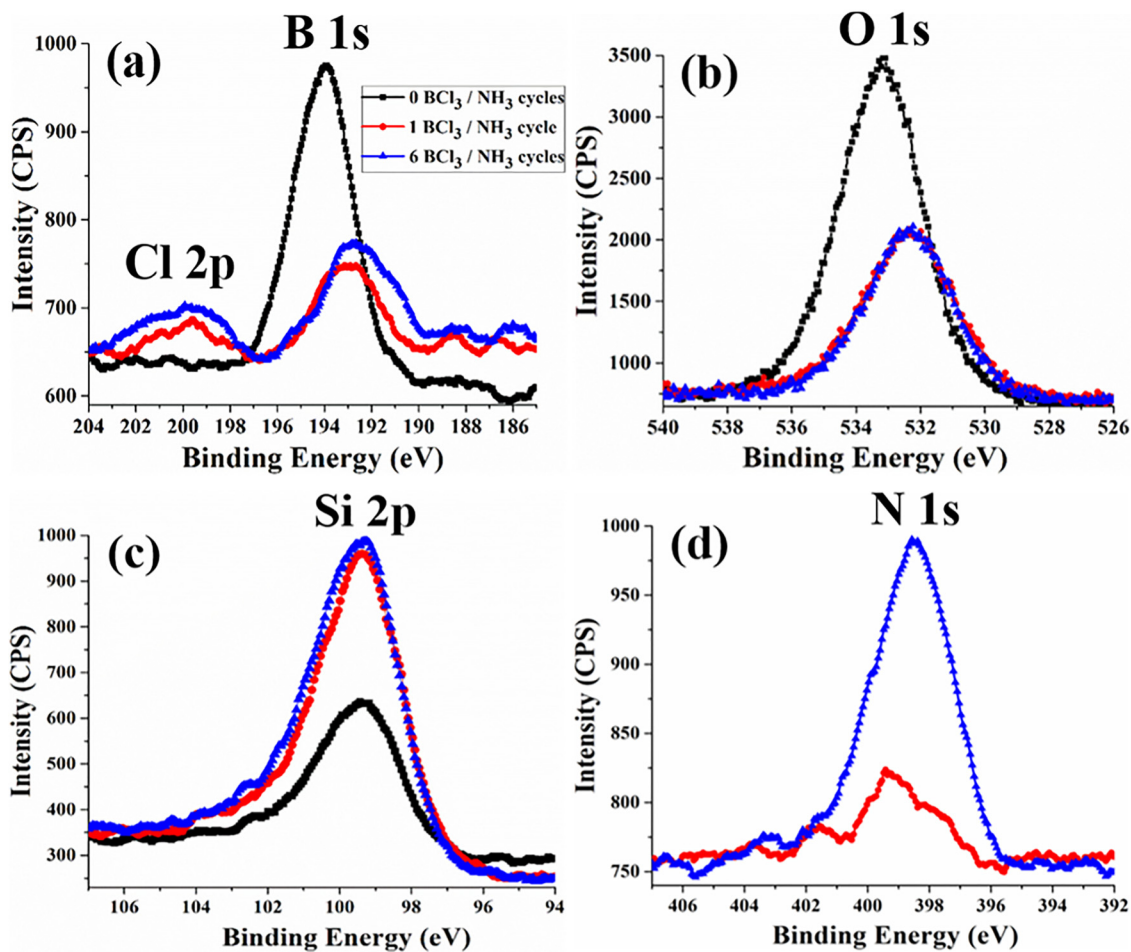 (a)
B 1s
1000
900
800
700
600
Intensity (CPS)
Cl 2p
0 BCl₃ / NH₃ cycles
1 BCl₃ / NH₃ cycle
6 BCl₃ / NH₃ cycles
204 202 200 198 196 194 192 190 188 186
Binding Energy (eV)
(b)
O 1s
3500
3000
2500
2000
1500
1000
Intensity (CPS)
540 538 536 534 532 530 528 526
Binding Energy (eV)
(c)
Si 2p
1000
900
800
700
600
500
400
300
Intensity (CPS)
106 104 102 100 98 96 94
Binding Energy (eV)
(d)
N 1s
1000
950
900
850
800
750
Intensity (CPS)
406 404 402 400 398 396 394 392
Binding Energy (eV)